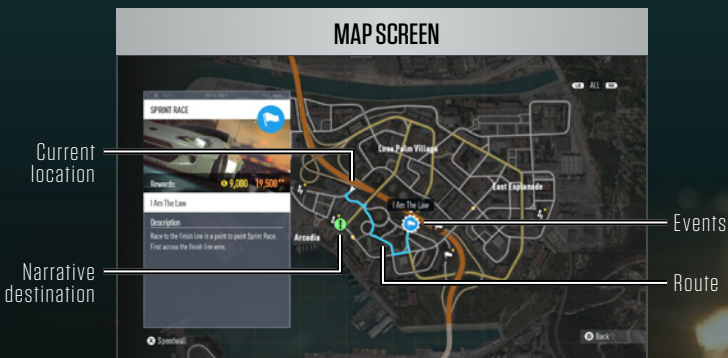 MAP SCREEN
LB ALL RB
SPRINT RACE
Rewards: 9,000 19,500
I Am The Law
Description
Race to the finish line in a point to point Sprint Race.
First across the finish line wins.
Speedwall
Lone Palm Village
East Esplanade
I Am The Law
Arcadia
Back
Current
location
Narrative
destination
Events
Route